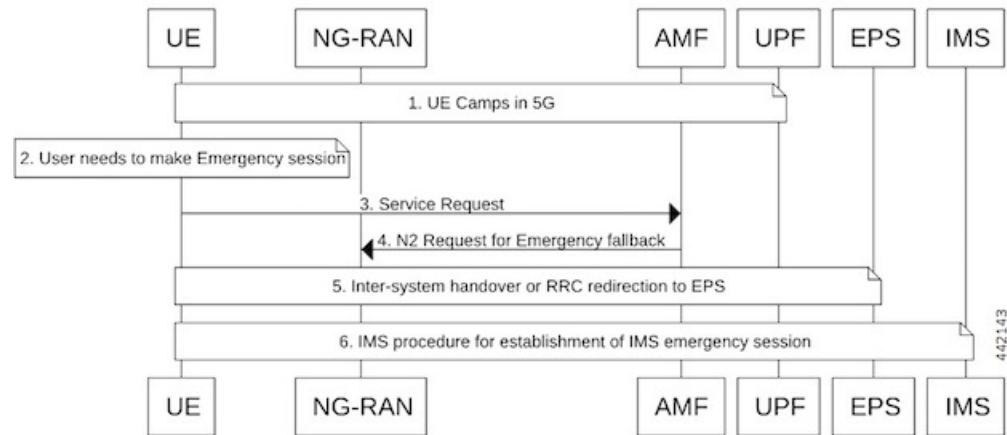 UE NG-RAN AMF UPF EPS IMS
1. UE Camps in 5G
2. User needs to make Emergency session
3. Service Request
4. N2 Request for Emergency fallback
5. Inter-system handover or RRC redirection to EPS
6. IMS procedure for establishment of IMS emergency session
442143
UE NG-RAN AMF UPF EPS IMS